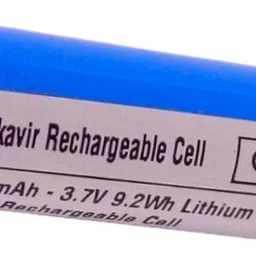 kavir Rechargeable Cell
mAh - 3.7V 9.2Wh Lithium
Rechargeable Cell